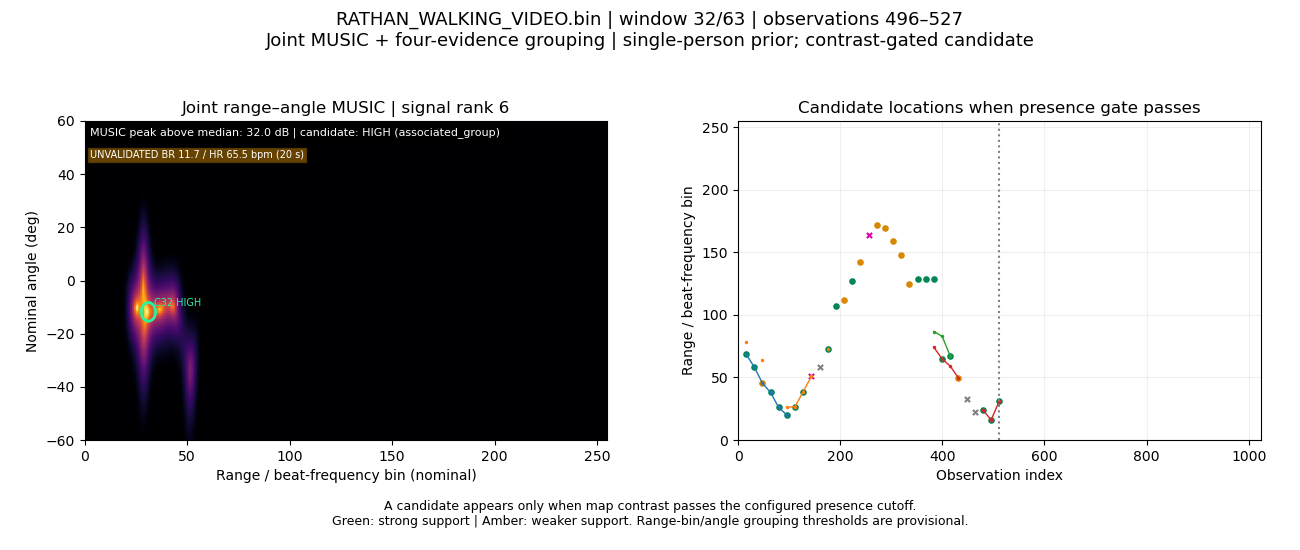 RATHAN_WALKING_VIDEO.bin | window 32/63 | observations 496–527
Joint MUSIC + four-evidence grouping | single-person prior; contrast-gated candidate
Joint range–angle MUSIC | signal rank 6
MUSIC peak above median: 32.0 dB | candidate: HIGH (associated_group)
UNVALIDATED BR 11.7 / HR 65.5 bpm (20 s)
C32 HIGH
60
40
20
0
−20
−40
−60
Nominal angle (deg)
0
50
100
150
200
250
Range / beat-frequency bin (nominal)
Candidate locations when presence gate passes
250
200
150
100
50
0
Range / beat-frequency bin
0
200
400
600
800
1000
Observation index
A candidate appears only when map contrast passes the configured presence cutoff.
Green: strong support | Amber: weaker support. Range-bin/angle grouping thresholds are provisional.